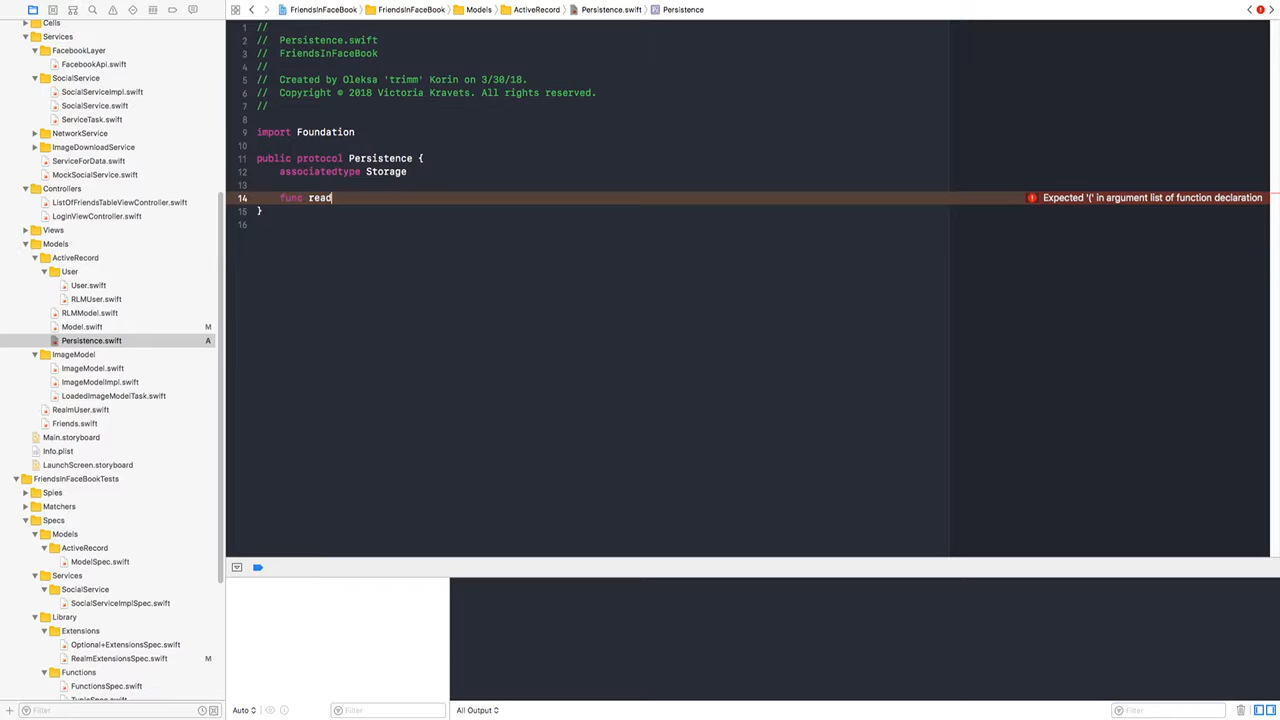 FriendsInFaceBook
FriendsInFaceBook
Models
ActiveRecord
Persistence.swift
Persistence
Cells
Services
FacebookLayer
FacebookApi.swift
SocialService
SocialServiceImpl.swift
SocialService.swift
ServiceTask.swift
NetworkService
ImageDownloadService
ServiceForData.swift
MockSocialService.swift
Controllers
ListOfFriendsTableViewController.swift
LoginViewController.swift
Views
Models
ActiveRecord
User
User.swift
RLMUser.swift
RLMModel.swift
Model.swift M
Persistence.swift A
ImageModel
ImageModel.swift
ImageModelImpl.swift
LoadedImageModelTask.swift
RealmUser.swift
Friends.swift
Main.storyboard
Info.plist
LaunchScreen.storyboard
FriendsInFaceBookTests
Spies
Matchers
Specs
Models
ActiveRecord
ModelSpec.swift
Services
SocialService
SocialServiceImplSpec.swift
Library
Extensions
Optional+ExtensionsSpec.swift
RealmExtensionsSpec.swift M
Functions
FunctionsSpec.swift
Filter
1 //
2 // Persistence.swift
3 // FriendsInFaceBook
4 //
5 // Created by Oleksa 'trimm' Korin on 3/30/18.
6 // Copyright © 2018 Victoria Kravets. All rights reserved.
7 //
8
9 import Foundation
10
11 public protocol Persistence {
12 associatedtype Storage
13
14 func read Expected '(' in argument list of function declaration
15 }
16
Auto
Filter
All Output
Filter